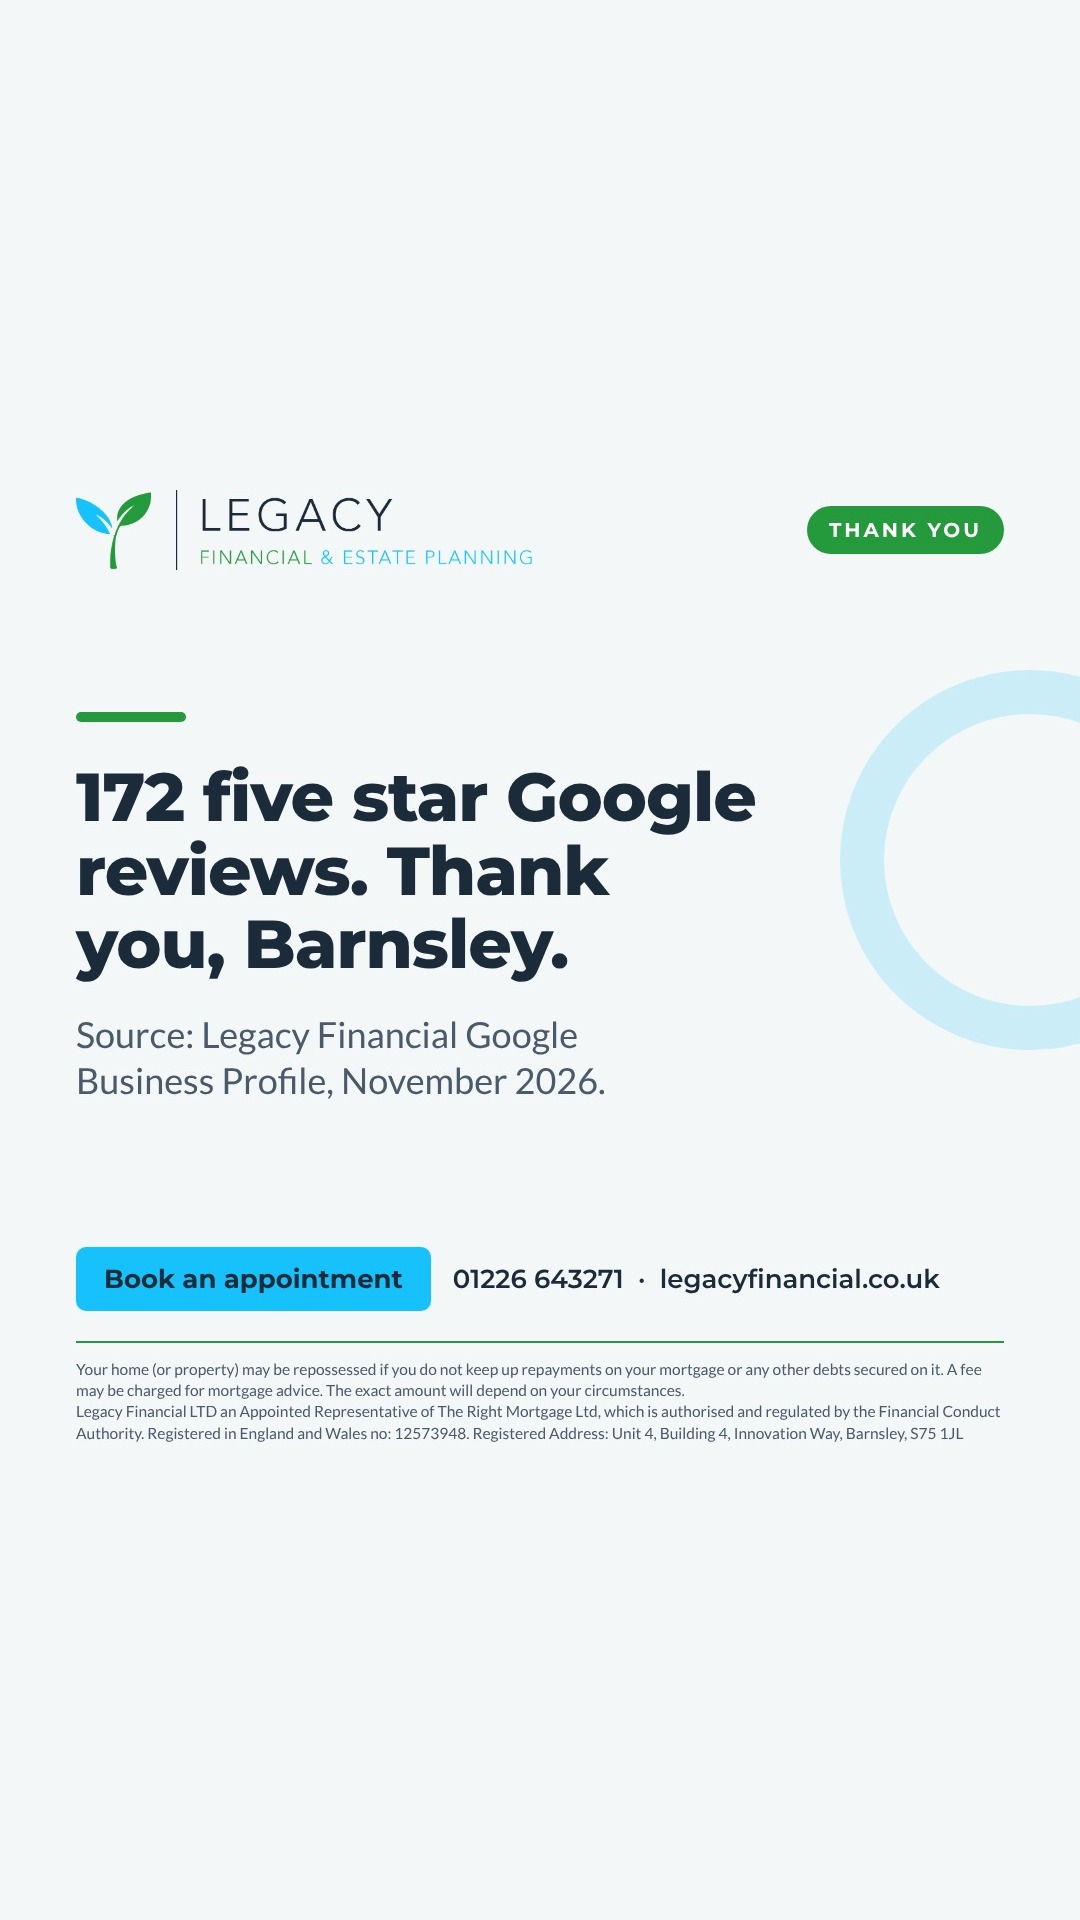 LEGACY
FINANCIAL & ESTATE PLANNING
THANK YOU
172 five star Google
reviews. Thank
you, Barnsley.
Source: Legacy Financial Google
Business Profile, November 2026.
Book an appointment
01226 643271 · legacyfinancial.co.uk
Your home (or property) may be repossessed if you do not keep up repayments on your mortgage or any other debts secured on it. A fee
may be charged for mortgage advice. The exact amount will depend on your circumstances.
Legacy Financial LTD an Appointed Representative of The Right Mortgage Ltd, which is authorised and regulated by the Financial Conduct
Authority. Registered in England and Wales no: 12573948. Registered Address: Unit 4, Building 4, Innovation Way, Barnsley, S75 1JL